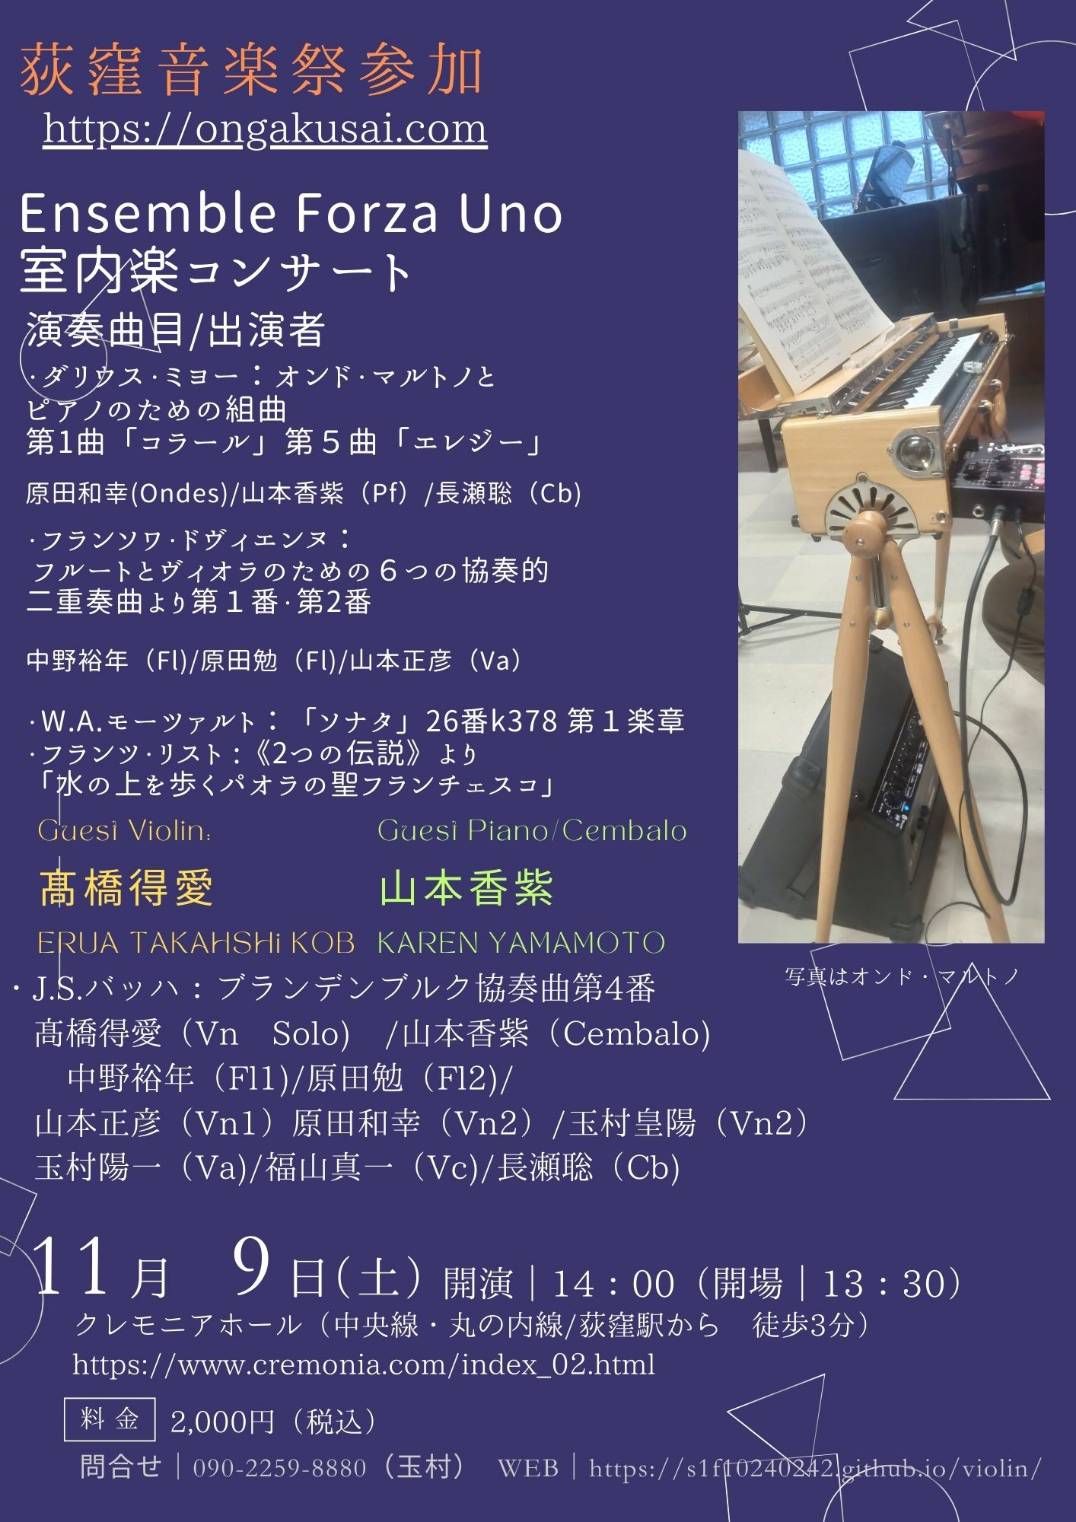 荻窪音楽祭参加
https://ongakusai.com
Ensemble Forza Uno
室内楽コンサート
演奏曲目/出演者
・ダリウス・ミヨー：オンド・マルトノと
ピアノのための組曲
第1曲「コラール」第５曲「エレジー」
原田和幸(Ondes)/山本香紫（Pf）/長瀬聡（Cb)
・フランソワ・ドヴィエンヌ：
フルートとヴィオラのための６つの協奏的
二重奏曲より第１番・第2番
中野裕年（Fl)/原田勉（Fl)/山本正彦（Va）
・W.A.モーツァルト：「ソナタ」26番k378 第１楽章
・フランツ・リスト：《2つの伝説》より
「水の上を歩くパオラの聖フランチェスコ」
Guest Violin:
髙橋得愛
ERUA TAKAHSHi KOB
Guest Piano/Cembalo
山本香紫
KAREN YAMAMOTO
・J.S.バッハ：ブランデンブルク協奏曲第4番
髙橋得愛（Vn　Solo)　/山本香紫（Cembalo)
中野裕年（Fl1)/原田勉（Fl2)/
山本正彦（Vn1）原田和幸（Vn2）/玉村皇陽（Vn2）
玉村陽一（Va)/福山真一（Vc)/長瀬聡（Cb)
写真はオンド・マルトノ
11月　9日(土) 開演｜14：00（開場｜13：30）
クレモニアホール（中央線・丸の内線/荻窪駅から　徒歩3分）
https://www.cremonia.com/index_02.html
料金 2,000円（税込）
問合せ｜090-2259-8880（玉村）　WEB｜https://s1f10240242.github.io/violin/